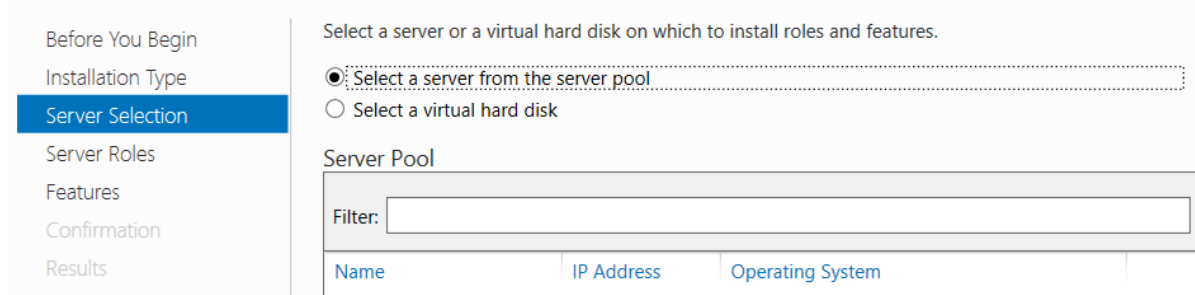 Before You Begin
Installation Type
Server Selection
Server Roles
Features
Confirmation
Results
Select a server or a virtual hard disk on which to install roles and features.
Select a server from the server pool
Select a virtual hard disk
Server Pool
Filter:
Name IP Address Operating System